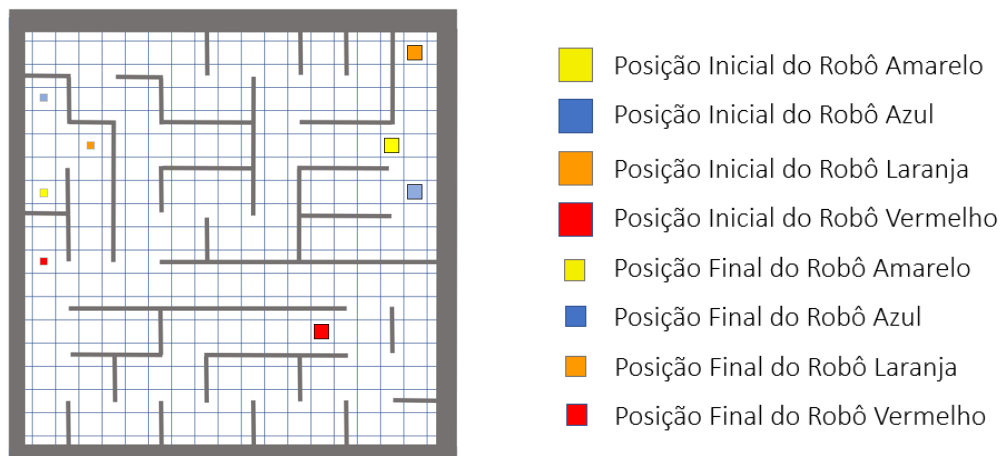 Posição Inicial do Robô Amarelo
Posição Inicial do Robô Azul
Posição Inicial do Robô Laranja
Posição Inicial do Robô Vermelho
Posição Final do Robô Amarelo
Posição Final do Robô Azul
Posição Final do Robô Laranja
Posição Final do Robô Vermelho